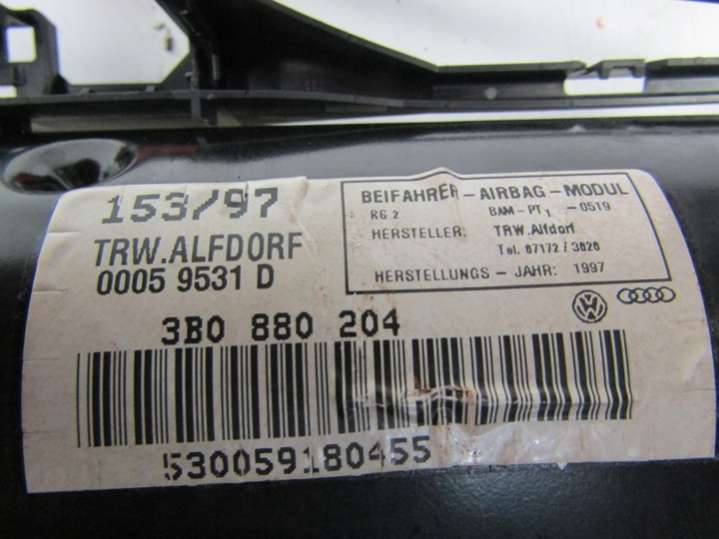 153/97
TRW.ALFDORF
0005 9531 D
BEIFAHRER - AIRBAG - MODUL
RG 2 BAM - PT1 - 0519
HERSTELLER: TRW.Alfdorf
Tel. 07172 / 3020
HERSTELLUNGS - JAHR: 1997
3B0 880 204
530059180455